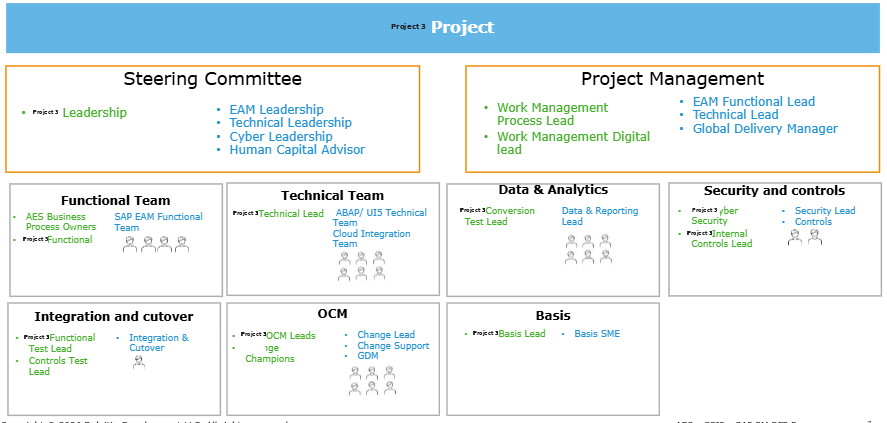 Project 3 Project
Steering Committee
• Project 3 Leadership
• EAM Leadership
• Technical Leadership
• Cyber Leadership
• Human Capital Advisor
Project Management
• Work Management
Process Lead
• Work Management Digital
lead
• EAM Functional Lead
• Technical Lead
• Global Delivery Manager
Functional Team
• AES Business
Process Owners
• Project 3 Functional
SAP EAM Functional
Team
Technical Team
Project 3 Technical Lead
ABAP/ UI5 Technical
Team
Cloud Integration
Team
Data & Analytics
Project 3 Conversion
Test Lead
Data & Reporting
Lead
Security and controls
• Project 3 yber
Security
• Project 3 Internal
Controls Lead
• Security Lead
• Controls
Integration and cutover
• Project 3 Functional
Test Lead
• Controls Test
Lead
• Integration &
Cutover
OCM
• Project 3 OCM Leads
• nge
Champions
• Change Lead
• Change Support
• GDM
Basis
• Project 3 Basis Lead
• Basis SME